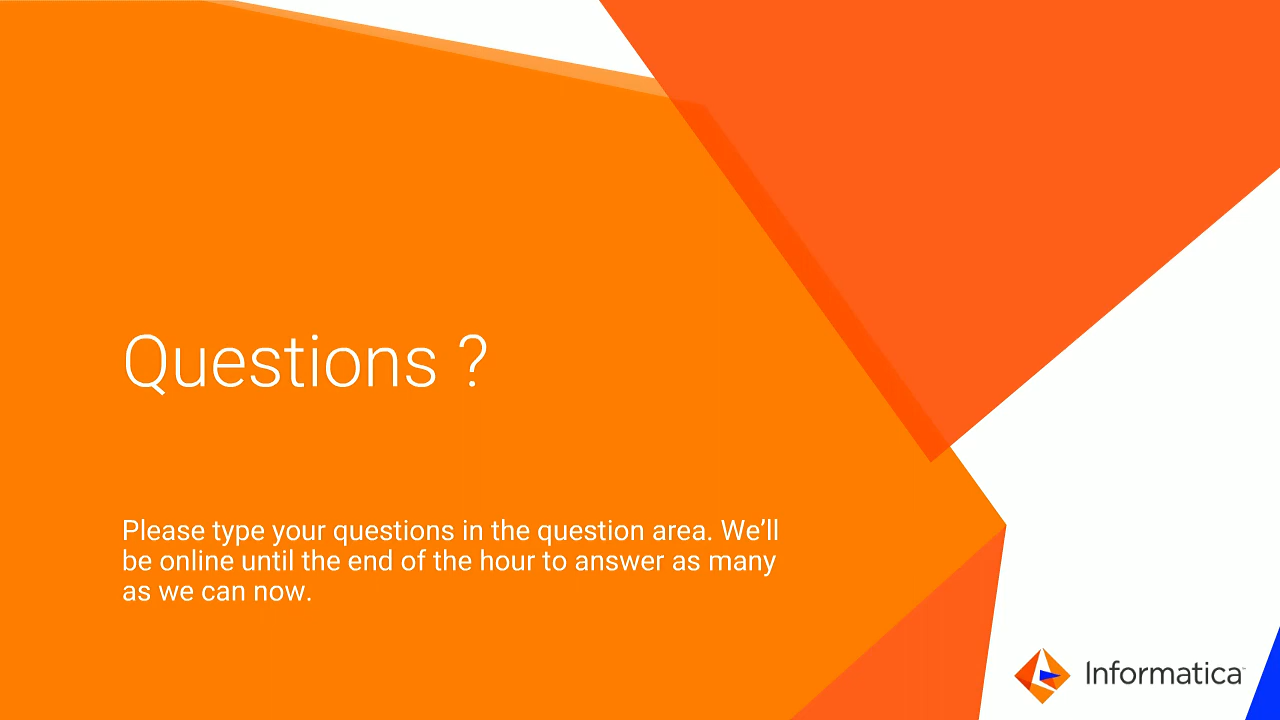 Questions ?
Please type your questions in the question area. We’ll
be online until the end of the hour to answer as many
as we can now.
Informatica